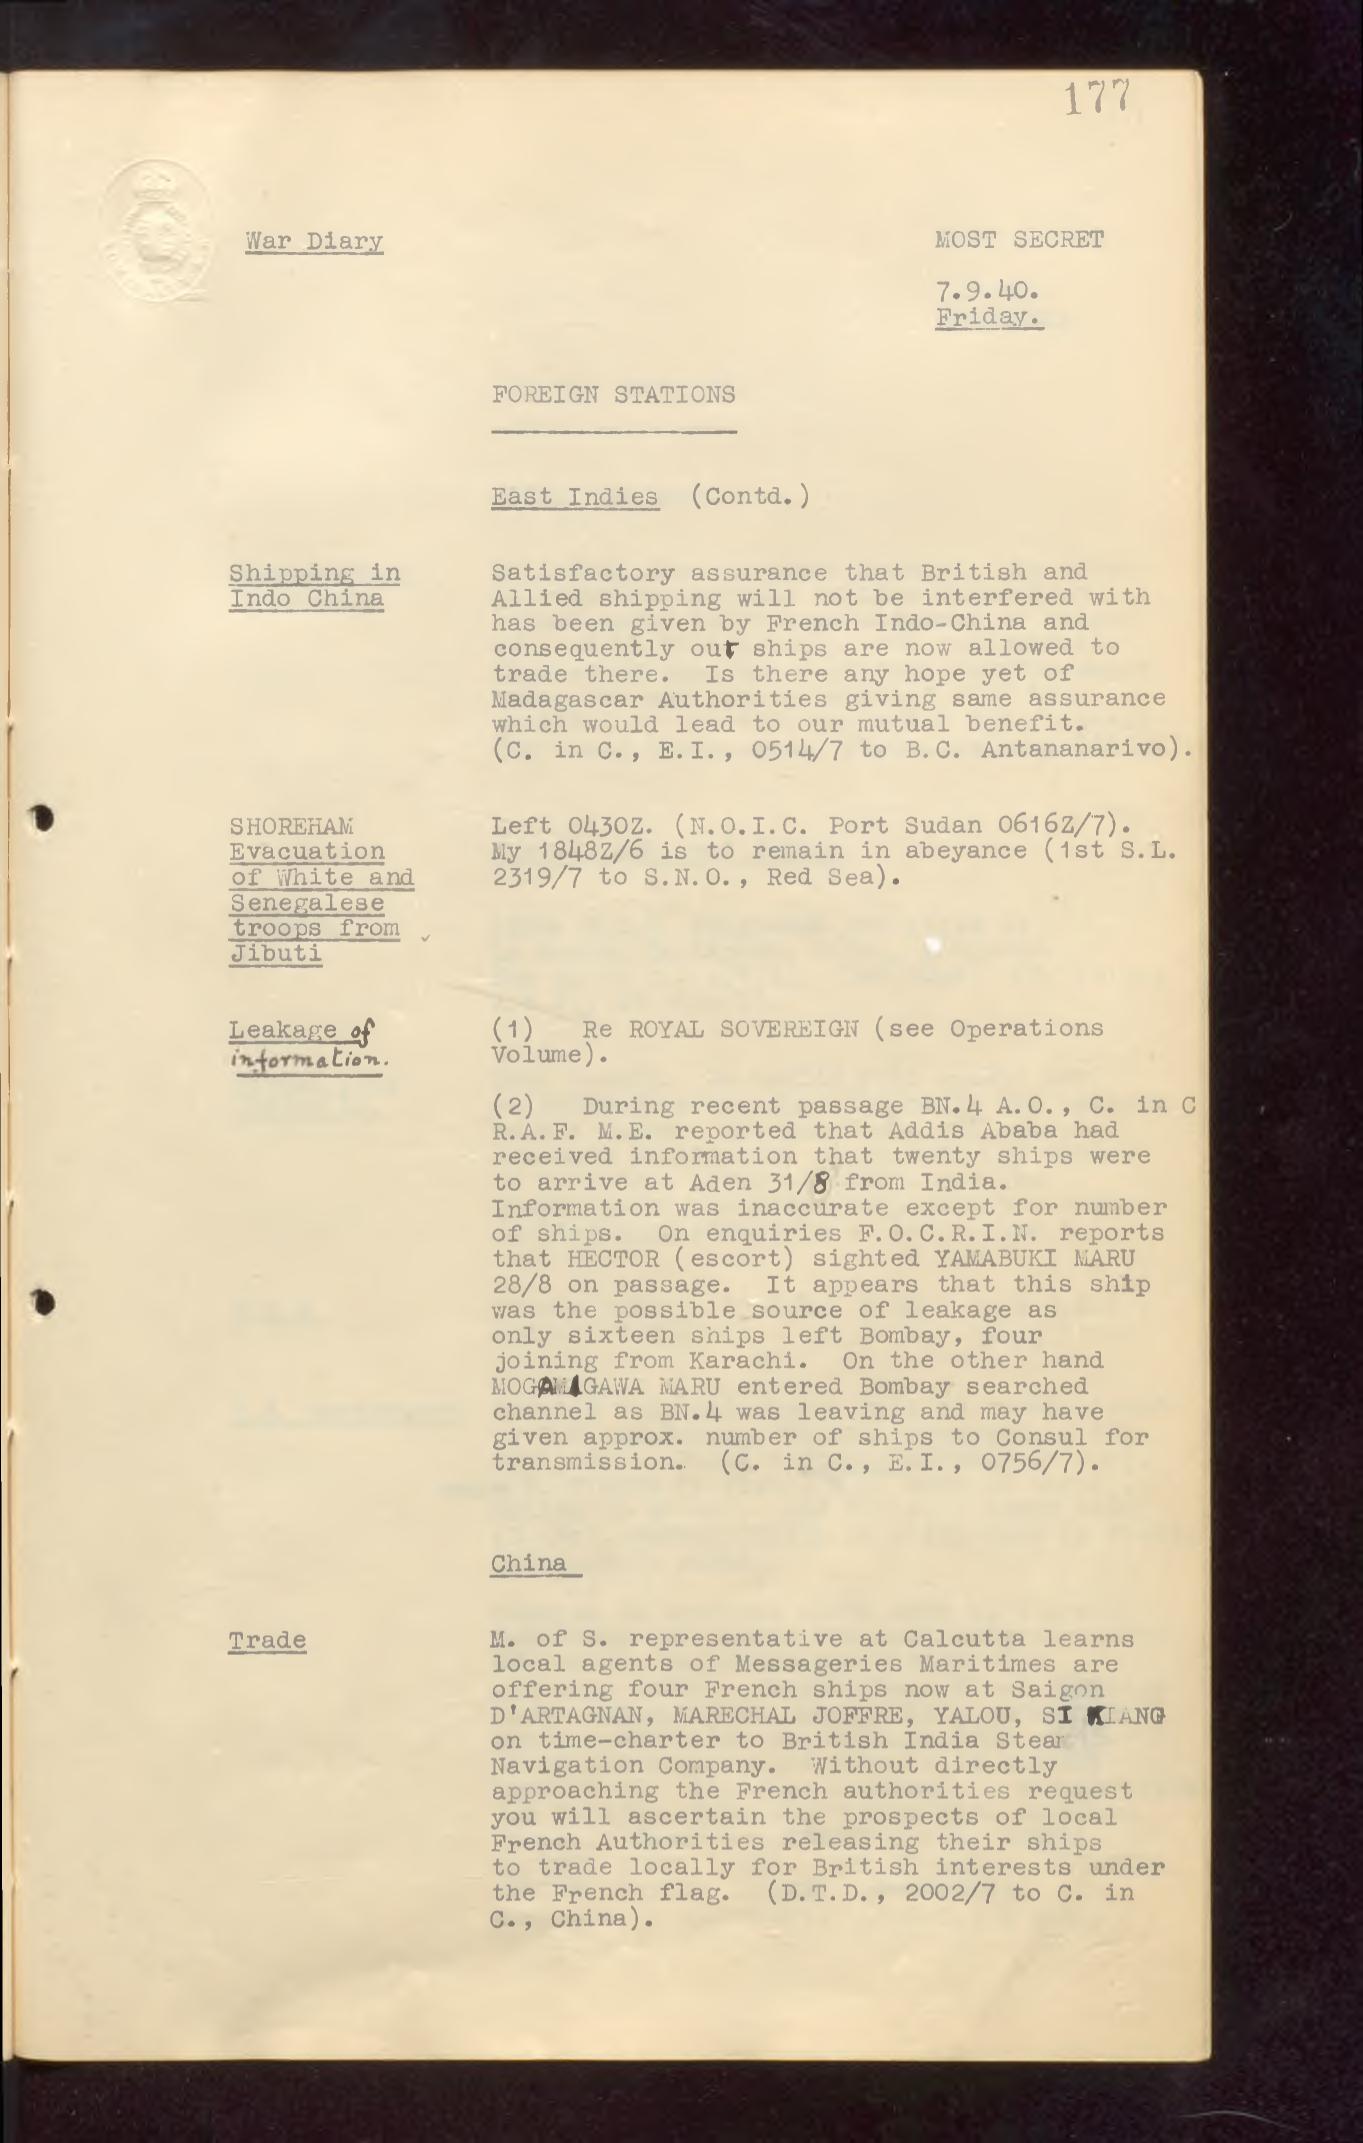 177
War Diary
MOST SECRET
7.9.40.
Friday.
FOREIGN STATIONS
East Indies (Contd.)
Shipping in
Indo China
Satisfactory assurance that British and
Allied shipping will not be interfered with
has been given by French Indo-China and
consequently our ships are now allowed to
trade there. Is there any hope yet of
Madagascar Authorities giving same assurance
which would lead to our mutual benefit.
(C. in C., E.I., 0514/7 to B.C. Antananarivo).
SHOREHAM
Evacuation
of White and
Senegalese
troops from
Jibuti
Left 0430Z. (N.O.I.C. Port Sudan 0616Z/7).
My 1848Z/6 is to remain in abeyance (1st S.L.
2319/7 to S.N.O., Red Sea).
Leakage of
information.
(1) Re ROYAL SOVEREIGN (see Operations
Volume).
(2) During recent passage BN.4 A.O., C. in C
R.A.F. M.E. reported that Addis Ababa had
received information that twenty ships were
to arrive at Aden 31/8 from India.
Information was inaccurate except for number
of ships. On enquiries F.O.C.R.I.N. reports
that HECTOR (escort) sighted YAMABUKI MARU
28/8 on passage. It appears that this ship
was the possible source of leakage as
only sixteen ships left Bombay, four
joining from Karachi. On the other hand
MOGAMIGAWA MARU entered Bombay searched
channel as BN.4 was leaving and may have
given approx. number of ships to Consul for
transmission. (C. in C., E.I., 0756/7).
China
Trade
M. of S. representative at Calcutta learns
local agents of Messageries Maritimes are
offering four French ships now at Saigon
D'ARTAGNAN, MARECHAL JOFFRE, YALOU, SI KIANG
on time-charter to British India Steam
Navigation Company. Without directly
approaching the French authorities request
you will ascertain the prospects of local
French Authorities releasing their ships
to trade locally for British interests under
the French flag. (D.T.D., 2002/7 to C. in
C., China).